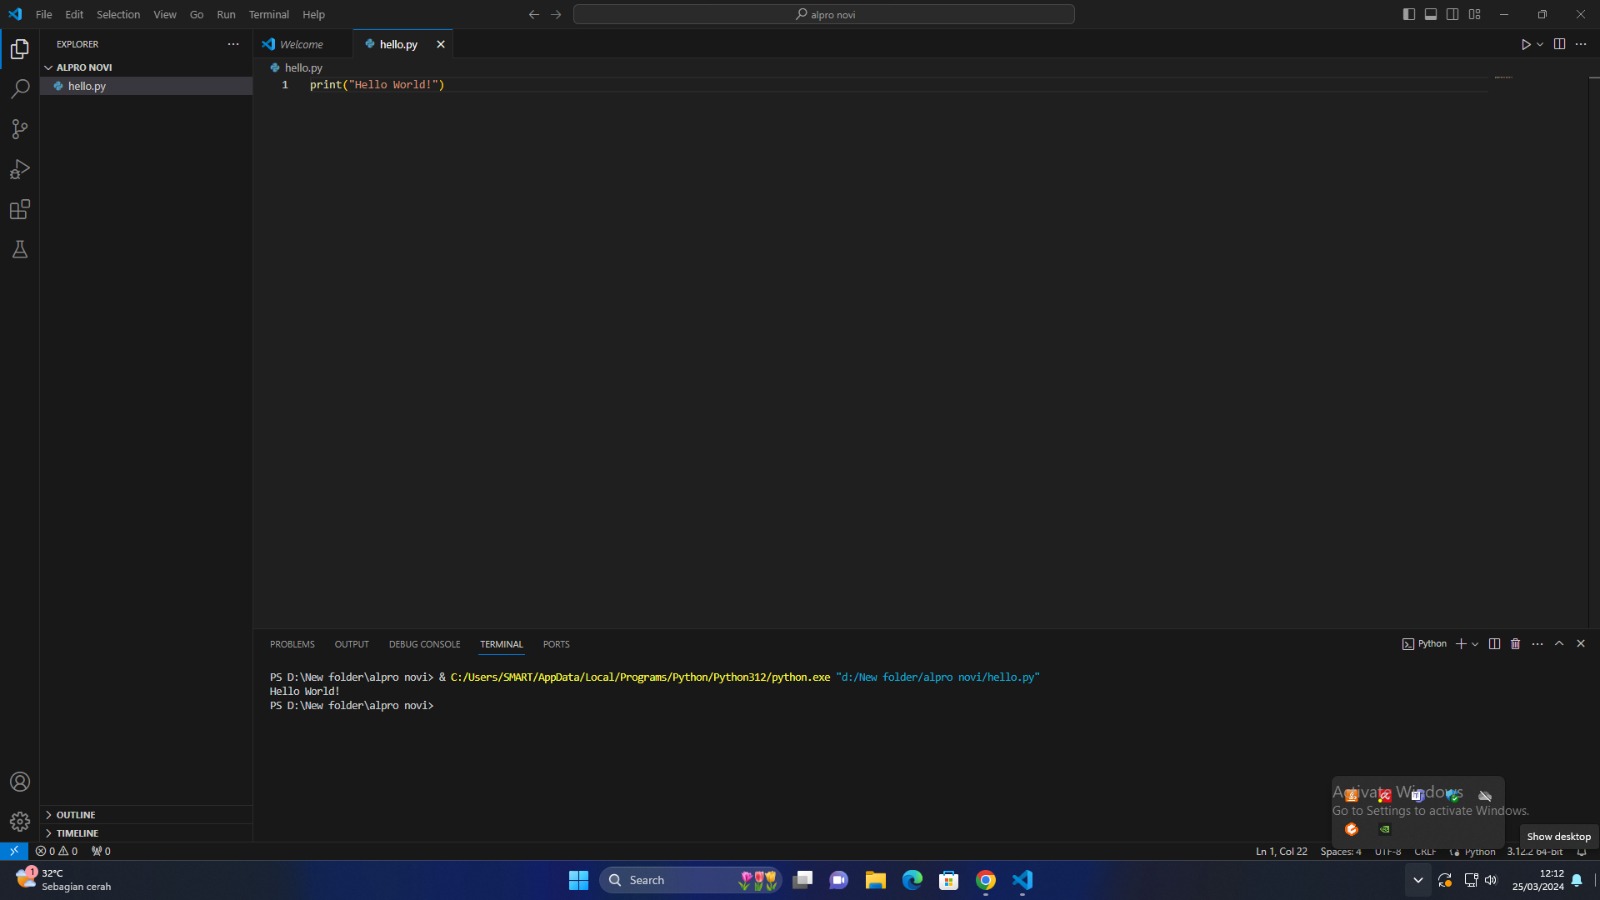 File Edit Selection View Go Run Terminal Help
alpro novi
EXPLORER
Welcome
hello.py
ALPRO NOVI
hello.py
hello.py
1 print("Hello World!")
PROBLEMS OUTPUT DEBUG CONSOLE TERMINAL PORTS
Python
PS D:\New folder\alpro novi> & C:/Users/SMART/AppData/Local/Programs/Python/Python312/python.exe "d:/New folder/alpro novi/hello.py"
Hello World!
PS D:\New folder\alpro novi>
Activate Windows
Go to Settings to activate Windows.
OUTLINE
TIMELINE
Show desktop
0 0 0
Ln 1, Col 22 Spaces: 4 UTF-8 CRLF Python 3.12.2 64-bit
1
32°C
Sebagian cerah
Search
12:12
25/03/2024